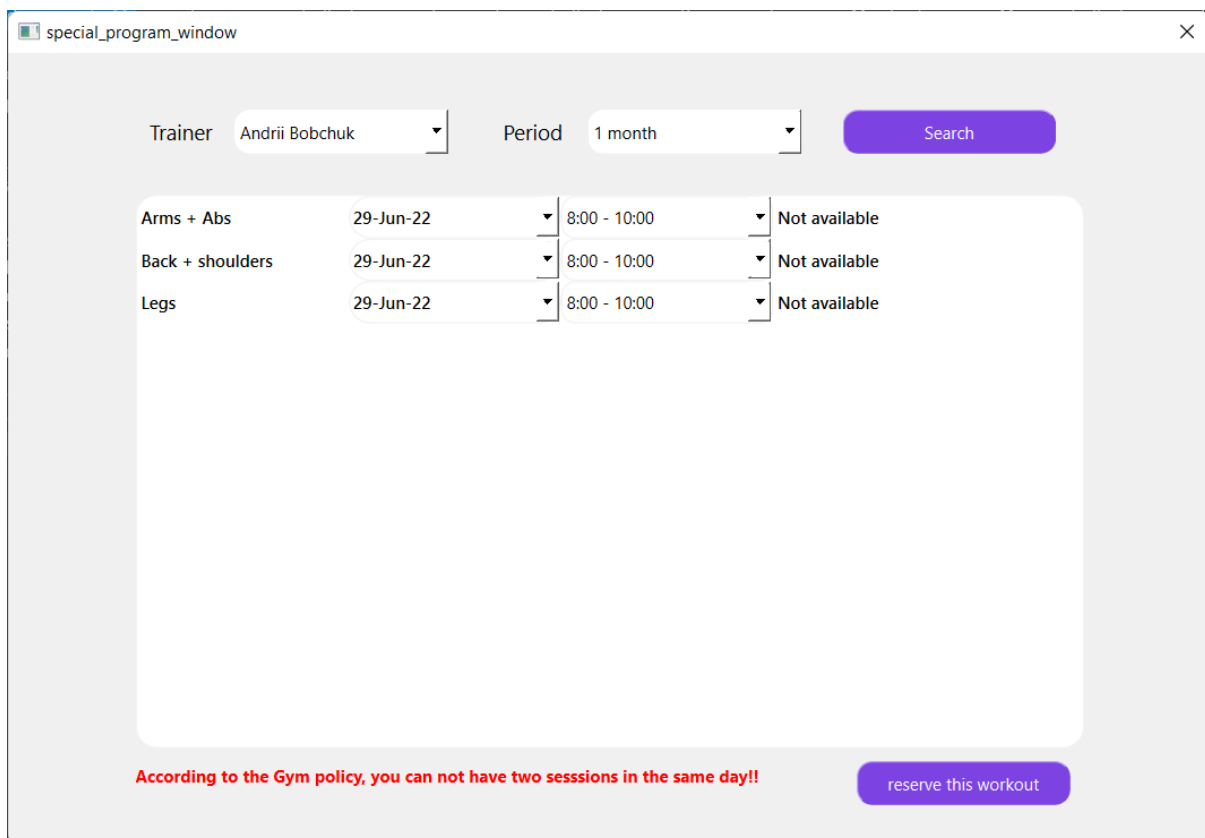 special_program_window
Trainer Andrii Bobchuk Period 1 month Search
Arms + Abs 29-Jun-22 8:00 - 10:00 Not available
Back + shoulders 29-Jun-22 8:00 - 10:00 Not available
Legs 29-Jun-22 8:00 - 10:00 Not available
According to the Gym policy, you can not have two sesssions in the same day!!
reserve this workout